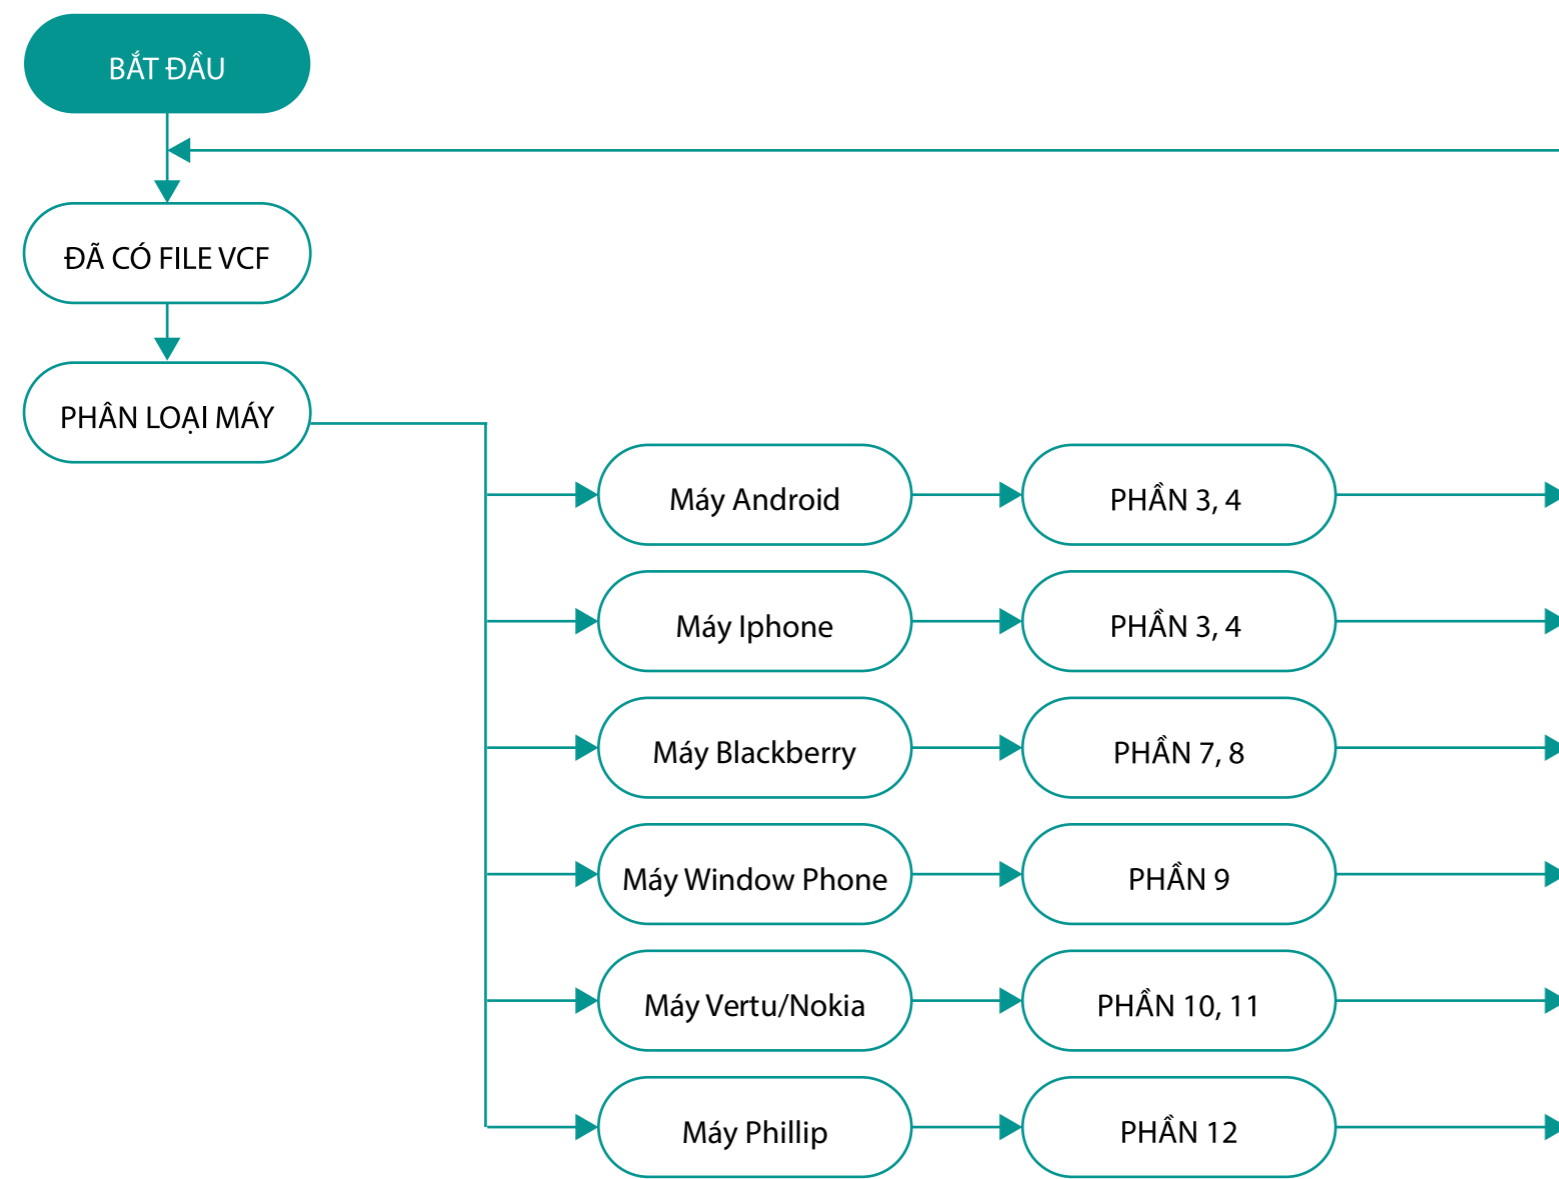 BẮT ĐẦU
ĐÃ CÓ FILE VCF
PHÂN LOẠI MÁY
Máy Android
PHẦN 3, 4
Máy Iphone
PHẦN 3, 4
Máy Blackberry
PHẦN 7, 8
Máy Window Phone
PHẦN 9
Máy Vertu/Nokia
PHẦN 10, 11
Máy Phillip
PHẦN 12